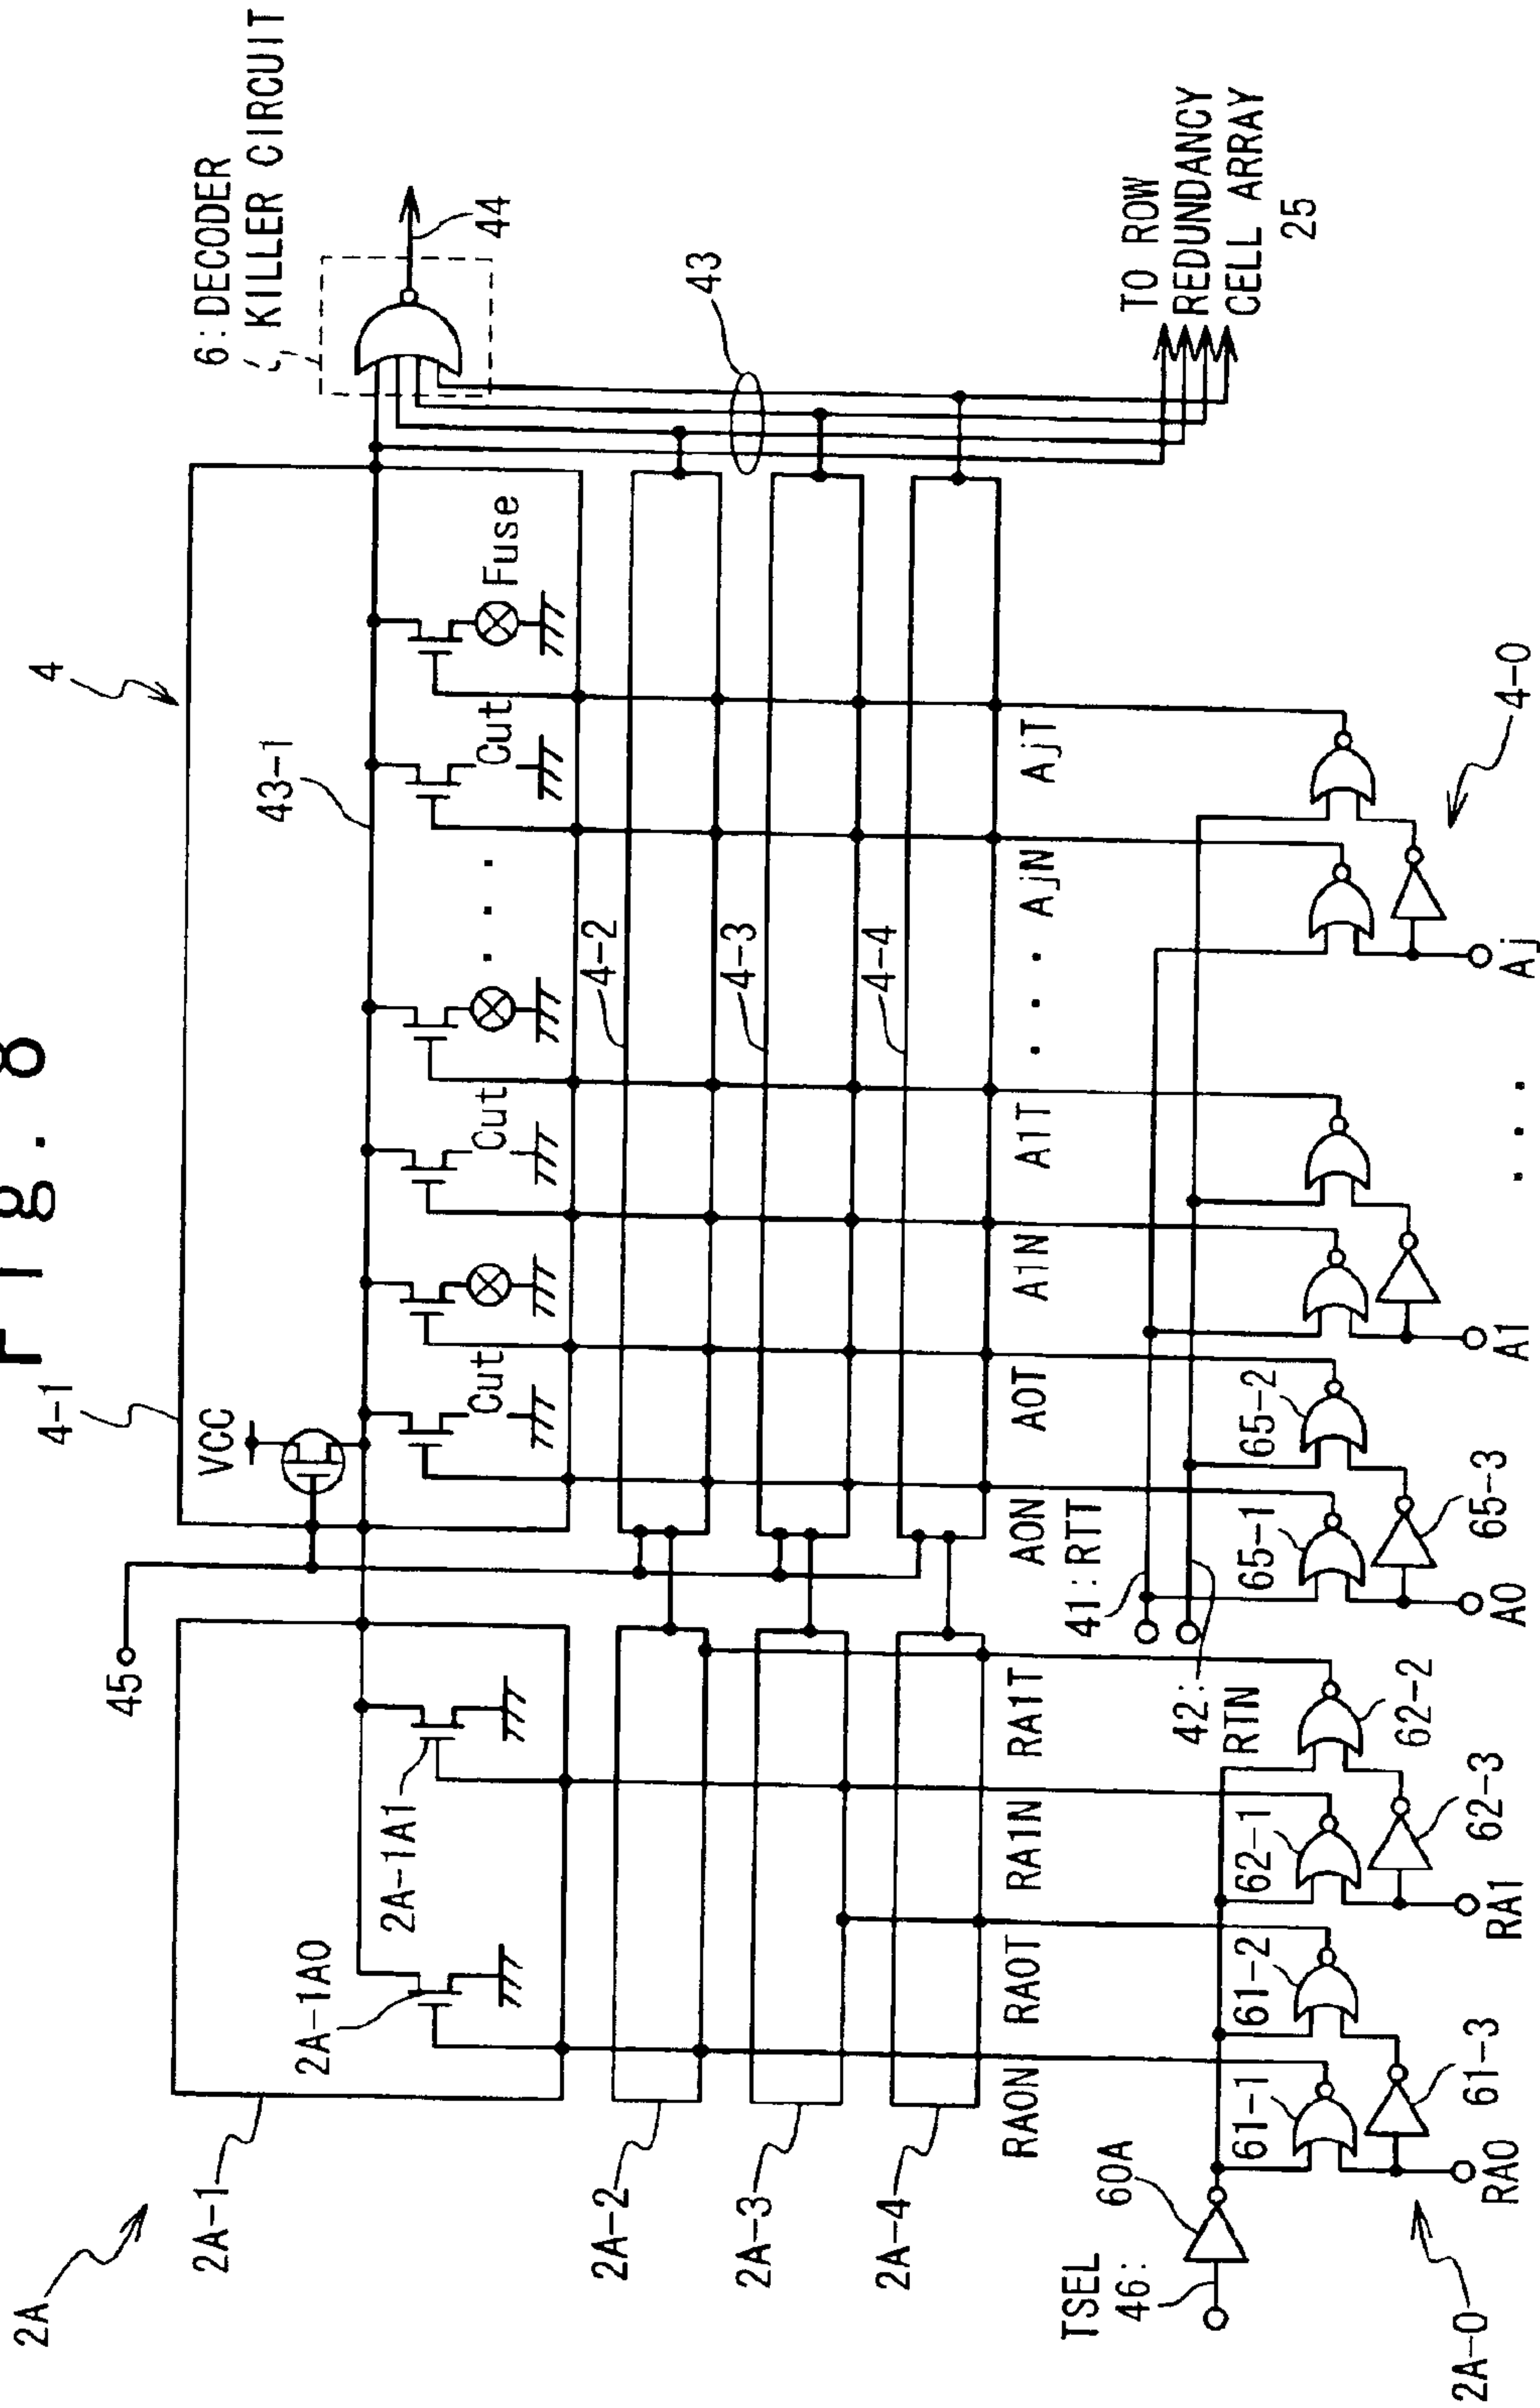 Fig. 8
2A
2A-1
2A-1A0
2A-1A1
45
4-1
VCC
43-1
4
6:DECODER
KILLER CIRCUIT
44
43
Cut
Cut
Cut
Fuse
2A-2
2A-3
2A-4
4-2
4-3
4-4
TO ROW
REDUNDANCY
CELL ARRAY
25
RA0N
RA0T
RA1N
RA1T
A0N
A0T
A1N
A1T
AjN
AjT
TSEL
46:
60A
41:RTT
42:
RTN
61-1
61-2
61-3
62-1
62-2
62-3
65-1
65-2
65-3
RA0
RA1
A0
A1
Aj
2A-0
4-0